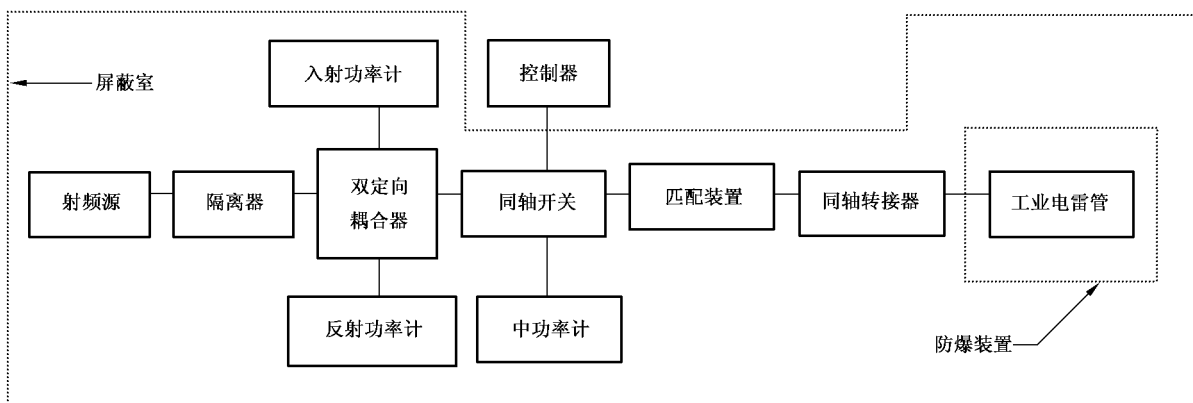 入射功率计
控制器
屏蔽室
射频源
隔离器
双定向
耦合器
同轴开关
匹配装置
同轴转接器
工业电雷管
反射功率计
中功率计
防爆装置